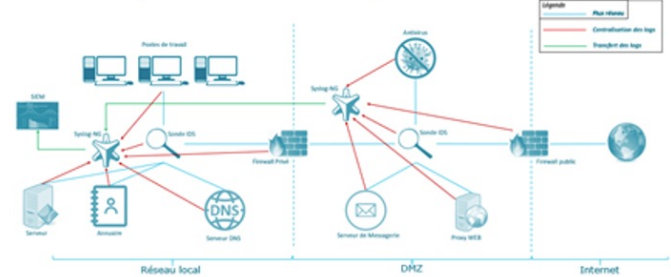 Légende
Flux réseau
Centralisation des logs
Transfert des logs
Antivirus
Postes de travail
SIEM
Syslog-NG
Syslog-NG
Sonde IDS
Sonde IDS
Firewall Privé
Firewall public
Serveur
Annuaire
DNS
Serveur DNS
Serveur de Messagerie
Proxy WEB
Réseau local
DMZ
Internet